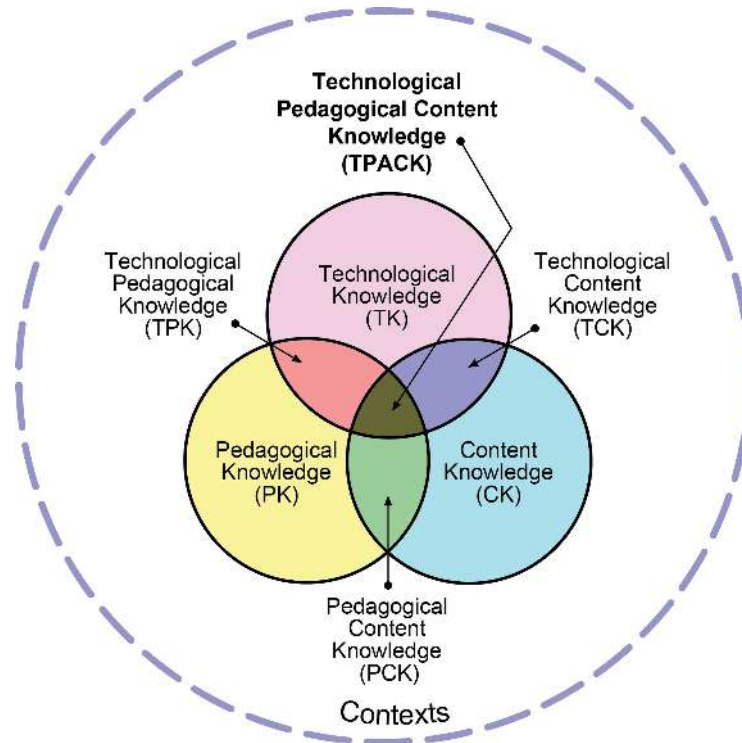 Technological
Pedagogical Content
Knowledge
(TPACK)
Technological
Pedagogical
Knowledge
(TPK)
Technological
Knowledge
(TK)
Technological
Content
Knowledge
(TCK)
Pedagogical
Knowledge
(PK)
Content
Knowledge
(CK)
Pedagogical
Content
Knowledge
(PCK)
Contexts